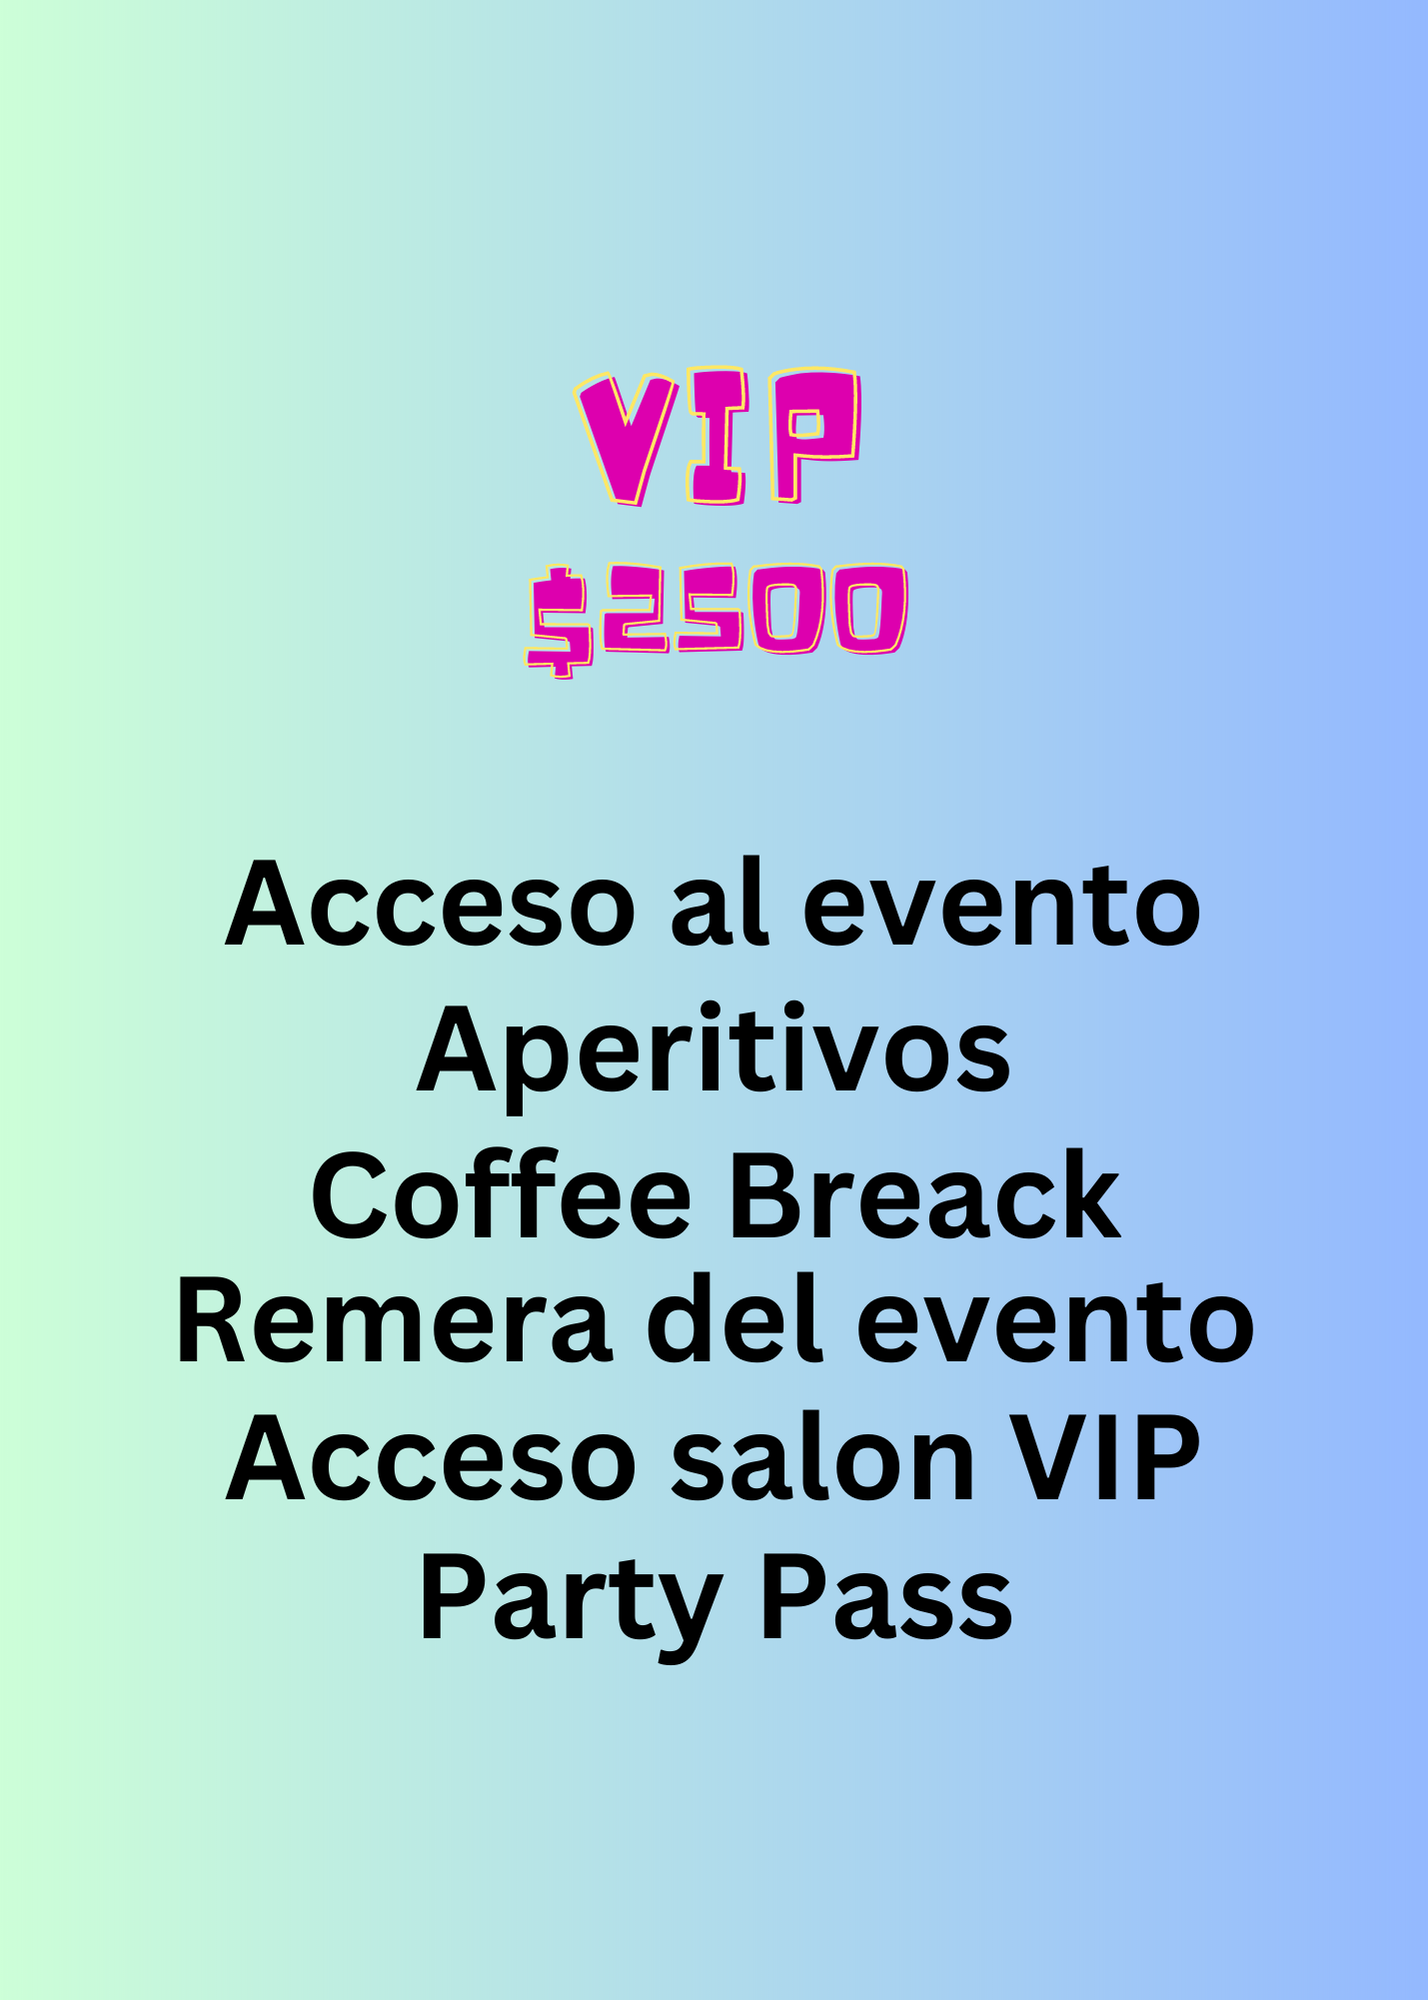 VIP
$2500
Acceso al evento
Aperitivos
Coffee Breack
Remera del evento
Acceso salon VIP
Party Pass